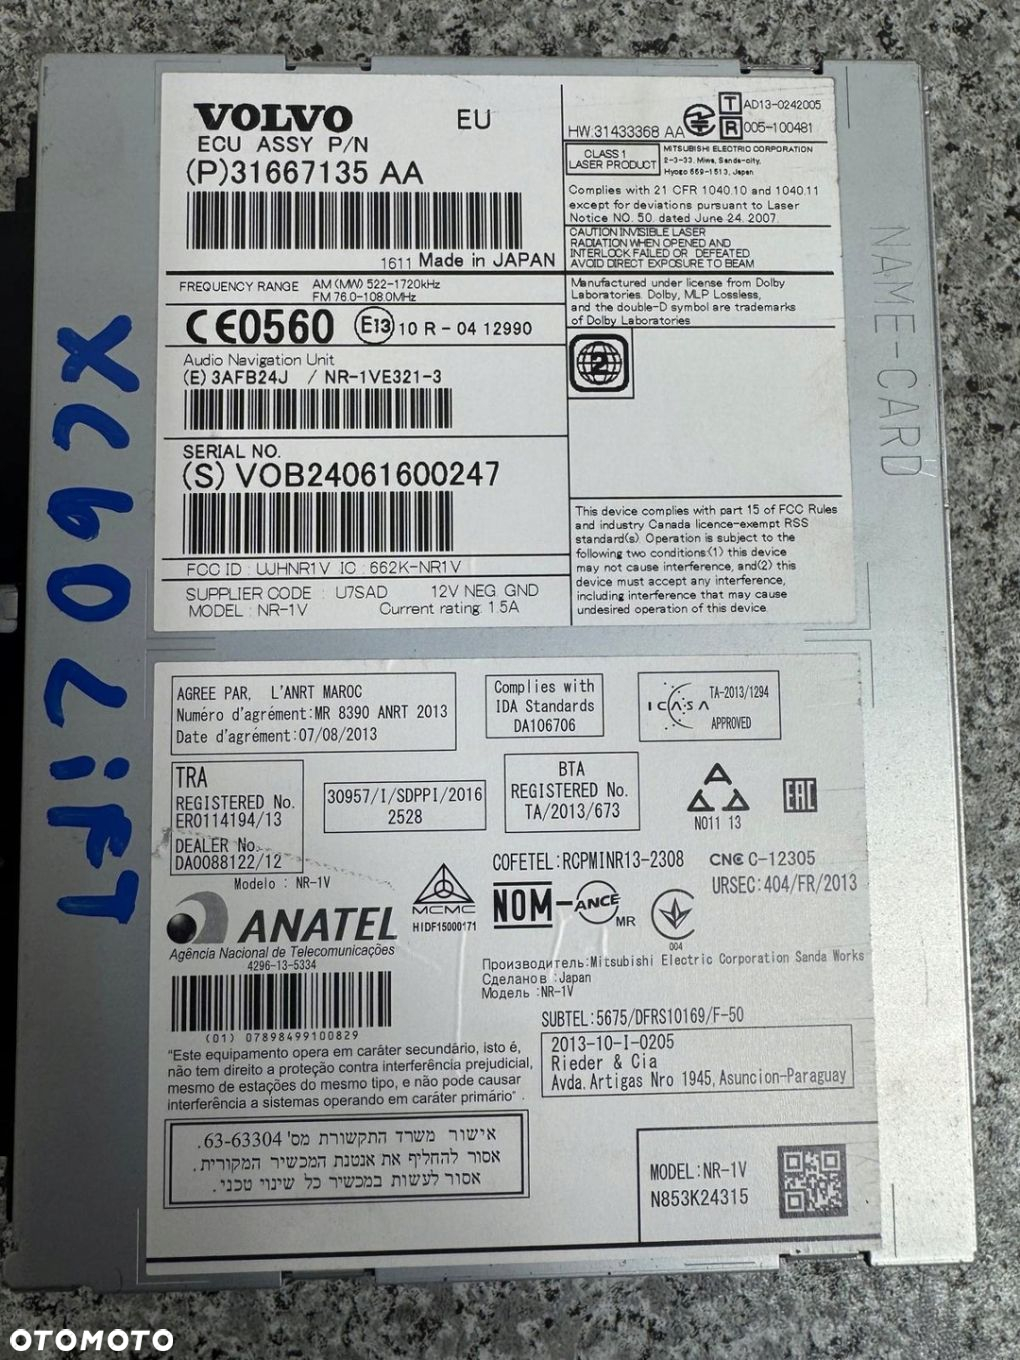 VOLVO
EU
ECU ASSY P/N
(P)31667135 AA
1611 Made in JAPAN
FREQUENCY RANGE
AM (MW) 522-1720kHz
FM 76.0-108.0MHz
CE0560 E13 10 R - 04 12990
Audio Navigation Unit
(E) 3AFB24J / NR-1VE321-3
SERIAL NO.
(S) VOB24061600247
FCC ID : UJHNR1V IC : 662K-NR1V
SUPPLIER CODE : U7SAD 12V NEG. GND
MODEL : NR-1V Current rating: 1.5A
HW:31433368 AA
T AD13-0242005
R 005-100481
CLASS 1
LASER PRODUCT
MITSUBISHI ELECTRIC CORPORATION
2-3-33, Miwa, Sanda-city,
Hyogo 669-1513, Japan
Complies with 21 CFR 1040.10 and 1040.11
except for deviations pursuant to Laser
Notice NO. 50, dated June 24, 2007.
CAUTION INVISIBLE LASER
RADIATION WHEN OPENED AND
INTERLOCK FAILED OR DEFEATED
AVOID DIRECT EXPOSURE TO BEAM
Manufactured under license from Dolby
Laboratories. Dolby, MLP Lossless,
and the double-D symbol are trademarks
of Dolby Laboratories
2
This device complies with part 15 of FCC Rules
and industry Canada licence-exempt RSS
standard(s). Operation is subject to the
following two conditions:(1) this device
may not cause interference, and(2) this
device must accept any interference,
including interference that may cause
undesired operation of this device.
NAME-CARD
AGREE PAR, L'ANRT MAROC
Numéro d'agrément:MR 8390 ANRT 2013
Date d'agrément:07/08/2013
Complies with
IDA Standards
DA106706
ICASA
TA-2013/1294
APPROVED
TRA
REGISTERED No.
ER0114194/13
DEALER No.
DA0088122/12
30957/I/SDPPI/2016
2528
BTA
REGISTERED No.
TA/2013/673
N011 13
EAC
Modelo : NR-1V
ANATEL
Agência Nacional de Telecomunicações
4296-13-5334
(01) 07898499100829
MCMC
HIDF15000171
COFETEL:RCPMINR13-2308
CNC C-12305
URSEC:404/FR/2013
NOM-ANCE MR
004
Производитель:Mitsubishi Electric Corporation Sanda Works
Сделанов :Japan
Модель :NR-1V
SUBTEL:5675/DFRS10169/F-50
2013-10-I-0205
Rieder & Cia
Avda. Artigas Nro 1945, Asuncion-Paraguay
"Este equipamento opera em caráter secundário, isto é,
não tem direito a proteção contra interferência prejudicial,
mesmo de estações do mesmo tipo, e não pode causar
interferência a sistemas operando em caráter primário".
אישור משרד התקשורת מס' 63-63304.
אסור להחליף את אנטנת המכשיר המקורית.
אסור לעשות במכשיר כל שינוי טכני.
MODEL:NR-1V
N853K24315
OTOMOTO